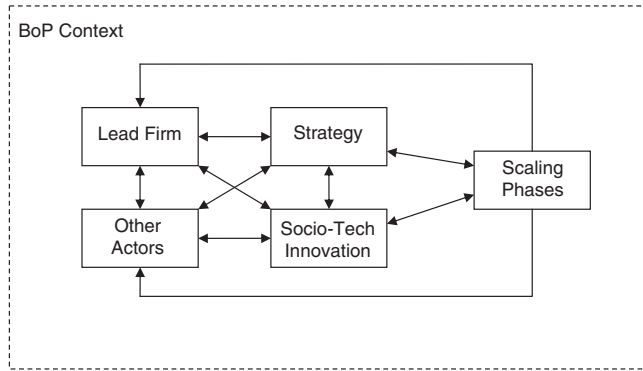 BoP Context
Lead Firm
Strategy
Scaling
Phases
Other
Actors
Socio-Tech
Innovation